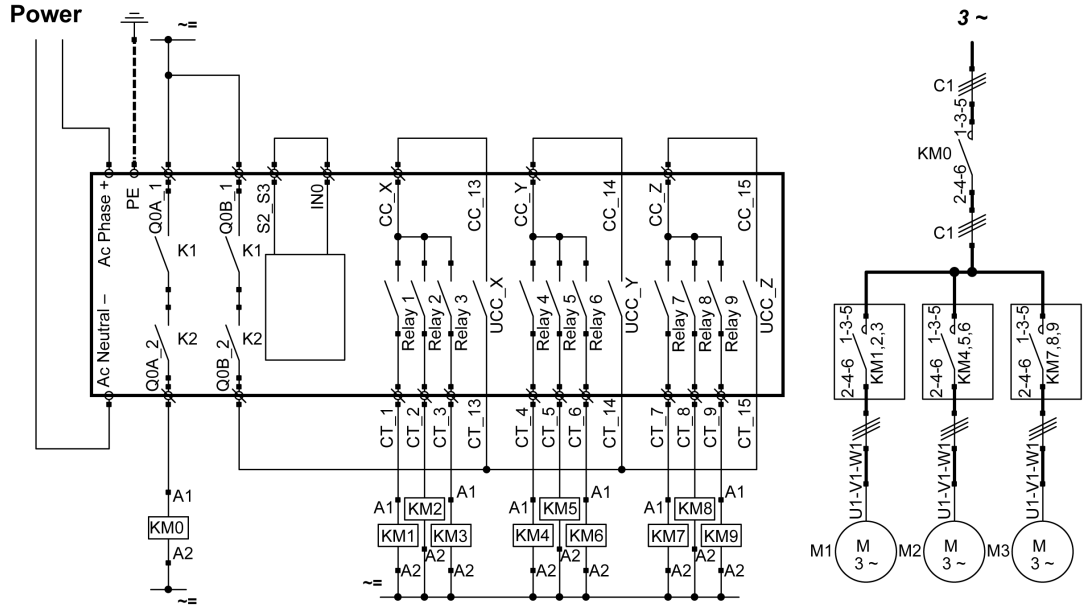 Power
~=
3 ~
C1
1-3-5
KM0
2-4-6
C1
Ac Phase +
PE
Q0A_1
Q0B_1
S2_S3
IN0
CC_X
CC_13
CC_Y
CC_14
CC_Z
CC_15
K1
K1
K2
K2
Relay 1
Relay 2
Relay 3
UCC_X
Relay 4
Relay 5
Relay 6
UCC_Y
Relay 7
Relay 8
Relay 9
UCC_Z
Ac Neutral –
Q0A_2
Q0B_2
CT_1
CT_2
CT_3
CT_13
CT_4
CT_5
CT_6
CT_14
CT_7
CT_8
CT_9
CT_15
1-3-5
2-4-6
KM1,2,3
1-3-5
2-4-6
KM4,5,6
1-3-5
2-4-6
KM7,8,9
U1-V1-W1
U1-V1-W1
U1-V1-W1
A1
KM0
A2
~=
A1
A1
KM2
KM1
KM3
A2
A2
A2
A1
A1
KM5
KM4
KM6
A2
A2
A2
A1
A1
KM8
KM7
KM9
A2
A2
A2
~=
M1
M
3 ~
M2
M
3 ~
M3
M
3 ~